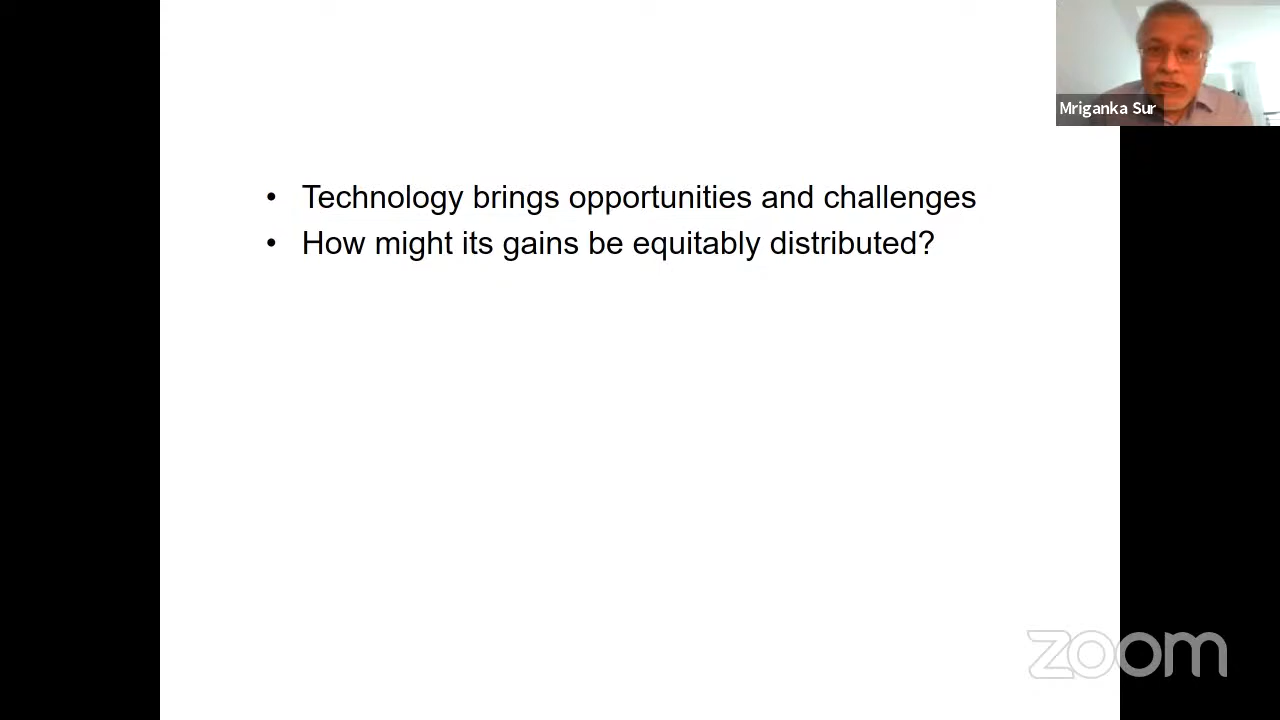 Mriganka Sur
• Technology brings opportunities and challenges
• How might its gains be equitably distributed?
zoom